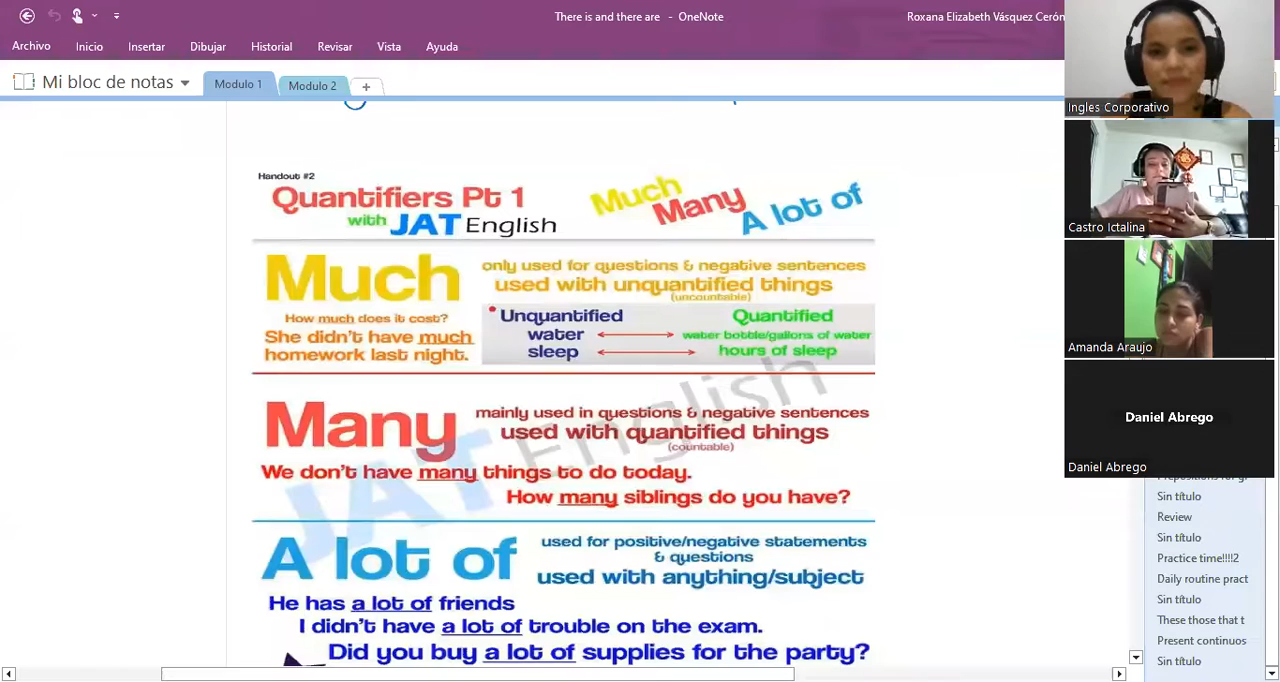 There is and there are - OneNote
Roxana Elizabeth Vásquez Cerón
Archivo Inicio Insertar Dibujar Historial Revisar Vista Ayuda
Mi bloc de notas Modulo 1 Modulo 2 +
Ingles Corporativo
Castro Ictalina
Amanda Araujo
Daniel Abrego
Daniel Abrego
Handout #2
Quantifiers Pt 1
with JAT English
Much
Many
A lot of
Much
only used for questions & negative sentences
used with unquantified things
(uncountable)
How much does it cost?
She didn't have much
homework last night.
Unquantified Quantified
water water bottle/gallons of water
sleep hours of sleep
Many
mainly used in questions & negative sentences
used with quantified things
(countable)
We don't have many things to do today.
How many siblings do you have?
JAT English
A lot of
used for positive/negative statements
& questions
used with anything/subject
He has a lot of friends
I didn't have a lot of trouble on the exam.
Did you buy a lot of supplies for the party?
Sin título
Review
Sin título
Practice time!!!!2
Daily routine pract
Sin título
These those that t
Present continuos
Sin título